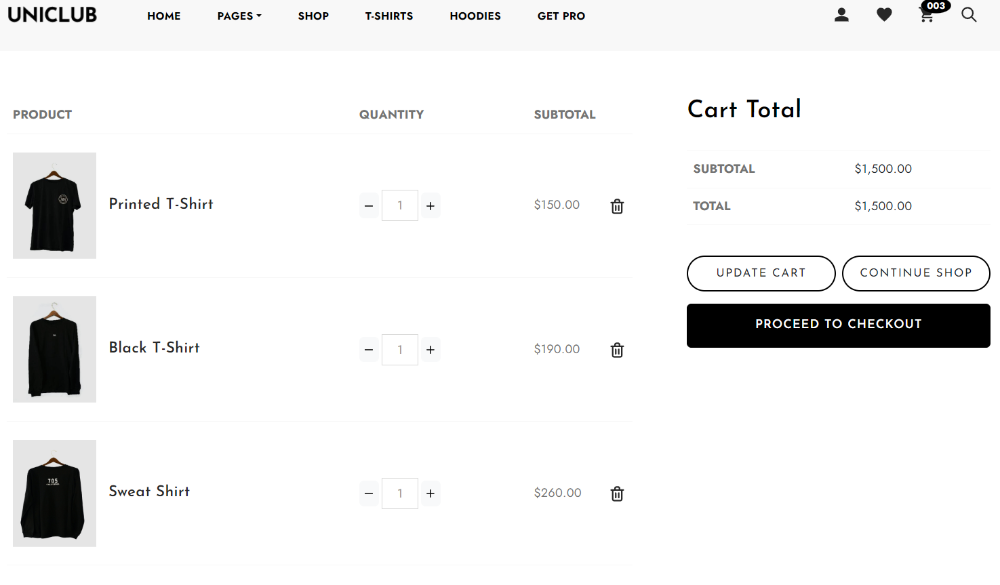 UNICLUB
HOME PAGES SHOP T-SHIRTS HOODIES GET PRO
003
PRODUCT QUANTITY SUBTOTAL
Printed T-Shirt − 1 + $150.00
Black T-Shirt − 1 + $190.00
705
Sweat Shirt − 1 + $260.00
Cart Total
SUBTOTAL $1,500.00
TOTAL $1,500.00
UPDATE CART CONTINUE SHOP
PROCEED TO CHECKOUT